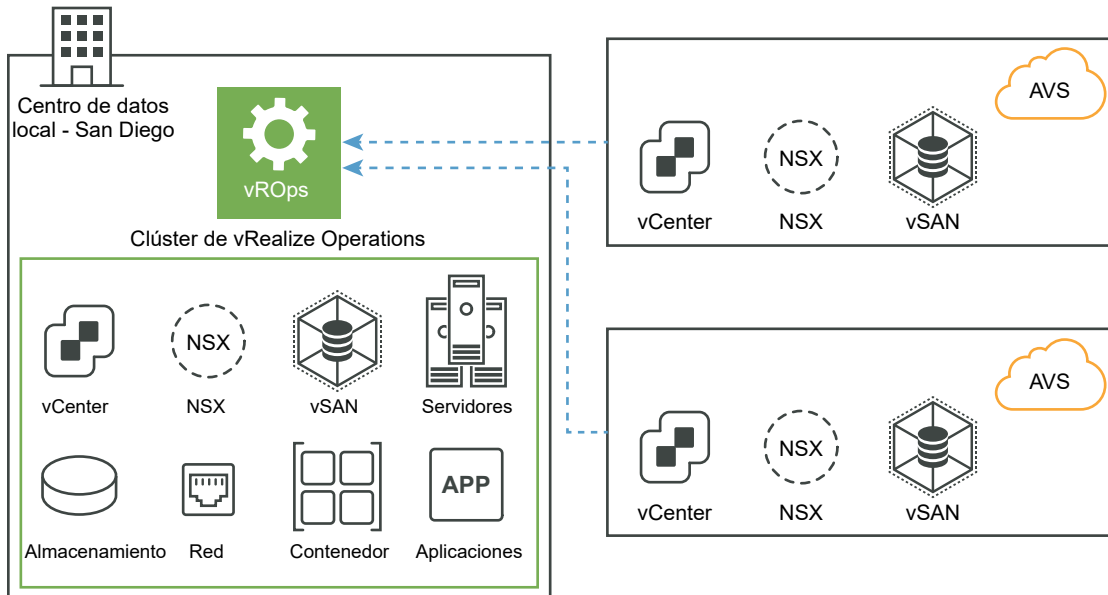 Centro de datos
local - San Diego
vROps
Clúster de vRealize Operations
NSX
vCenter
NSX
vSAN
Servidores
APP
Almacenamiento
Red
Contenedor
Aplicaciones
AVS
NSX
vCenter
NSX
vSAN
AVS
NSX
vCenter
NSX
vSAN